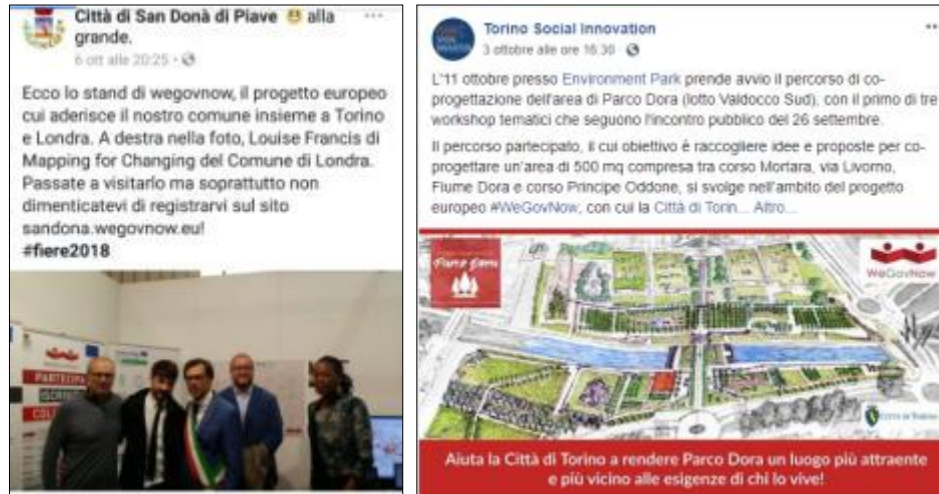 Città di San Donà di Piave 😃 alla
grande.
6 ott alle 20:25 ·
Ecco lo stand di wegovnow, il progetto europeo
cui aderisce il nostro comune insieme a Torino
e Londra. A destra nella foto, Louise Francis di
Mapping for Changing del Comune di Londra.
Passate a visitarlo ma soprattutto non
dimenticatevi di registrarvi sul sito
sandona.wegovnow.eu!
#fiere2018
PARTECIPA
Torino Social Innovation
3 ottobre alle ore 16:30 ·
L'11 ottobre presso Environment Park prende avvio il percorso di co-
progettazione dell'area di Parco Dora (lotto Valdocco Sud), con il primo di tre
workshop tematici che seguono l'incontro pubblico del 26 settembre.
Il percorso partecipato, il cui obiettivo è raccogliere idee e proposte per co-
progettare un'area di 500 mq compresa tra corso Mortara, via Livorno,
Fiume Dora e corso Principe Oddone, si svolge nell'ambito del progetto
europeo #WeGovNow, con cui la Città di Torin... Altro...
Parco Dora
WeGovNow
CITTÀ DI TORINO
Aiuta la Città di Torino a rendere Parco Dora un luogo più attraente
e più vicino alle esigenze di chi lo vive!